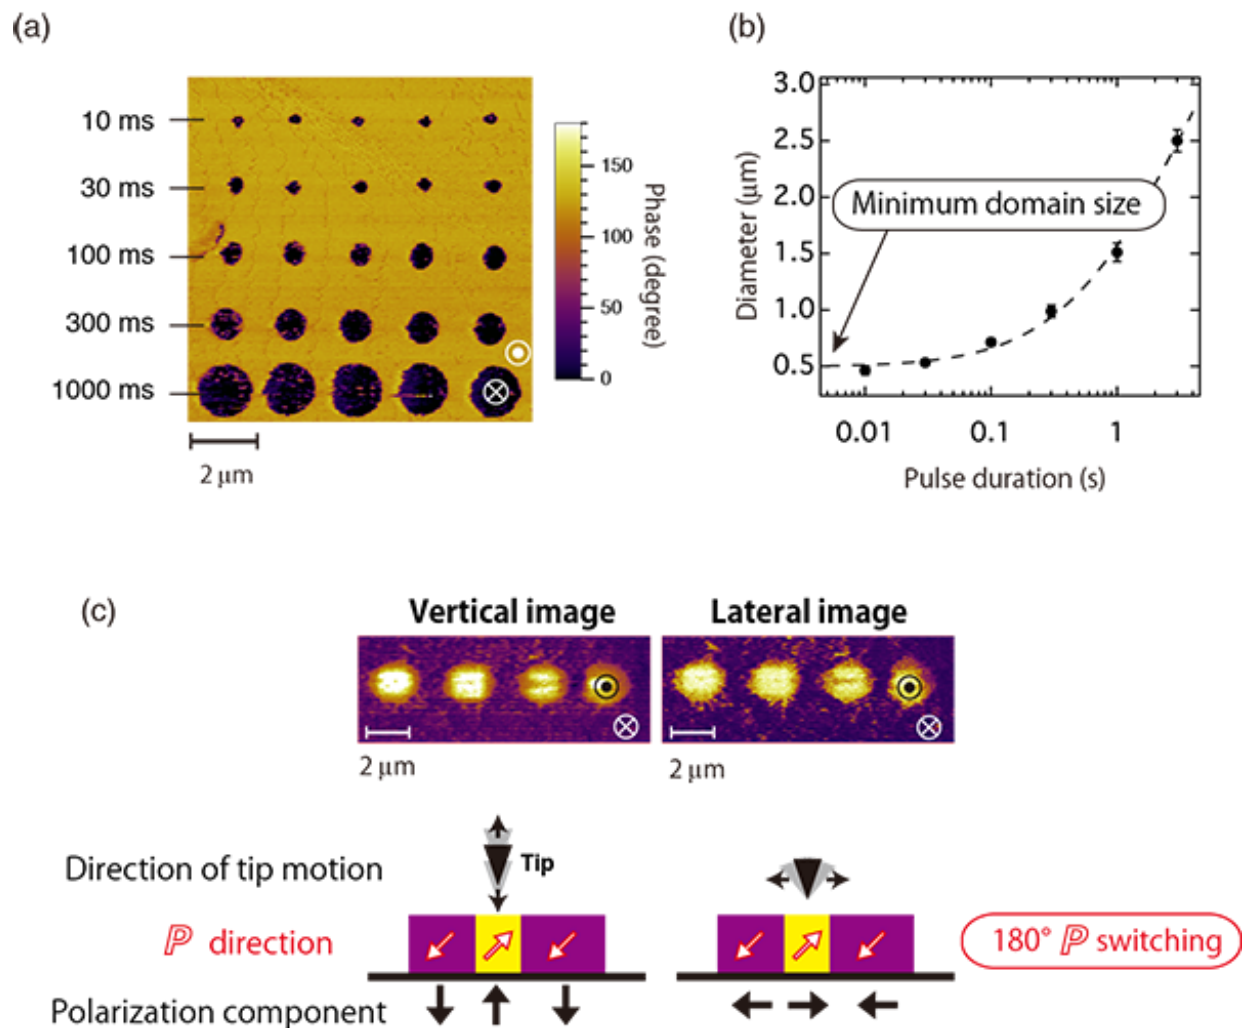 (a)
10 ms
30 ms
100 ms
300 ms
1000 ms
2 μm
150
100
50
0
Phase (degree)
(b)
3.0
2.5
2.0
1.5
1.0
0.5
Diameter (μm)
Minimum domain size
0.01 0.1 1
Pulse duration (s)
(c)
Vertical image Lateral image
2 μm 2 μm
Direction of tip motion
Tip
P direction
180° P switching
Polarization component